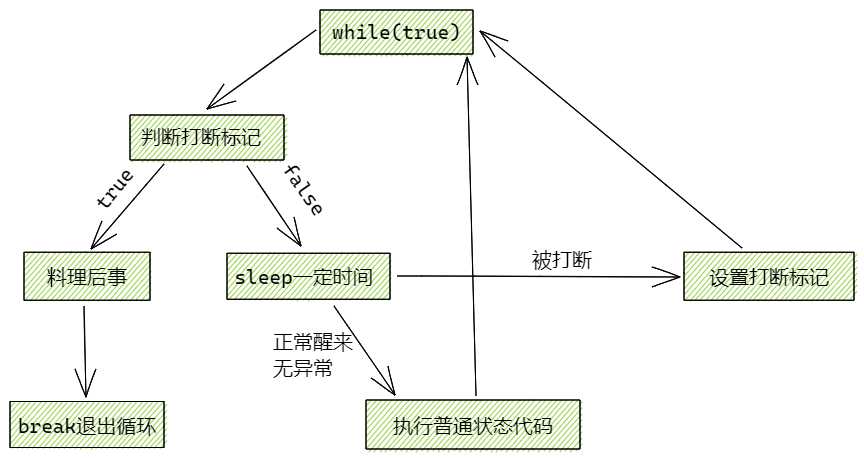 while(true)
判断打断标记
true
false
料理后事
sleep一定时间
被打断
设置打断标记
正常醒来
无异常
break退出循环
执行普通状态代码